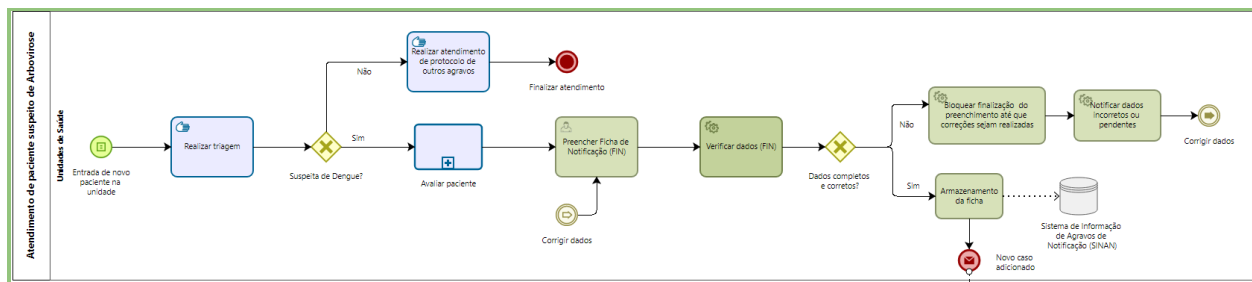 Atendimento de paciente suspeito de Arbovirose
Unidades de Saúde
Entrada de novo
paciente na
unidade
Realizar triagem
Suspeita de Dengue?
Não
Realizar atendimento
de protocolo de
outros agravos
Finalizar atendimento
Sim
Avaliar paciente
Preencher Ficha de
Notificação (FIN)
Corrigir dados
Verificar dados (FIN)
Dados completos
e corretos?
Não
Bloquear finalização do
preenchimento até que
correções sejam realizadas
Notificar dados
incorretos ou
pendentes
Corrigir dados
Sim
Armazenamento
da ficha
Sistema de Informação
de Agravos de
Notificação (SINAN)
Novo caso
adicionado